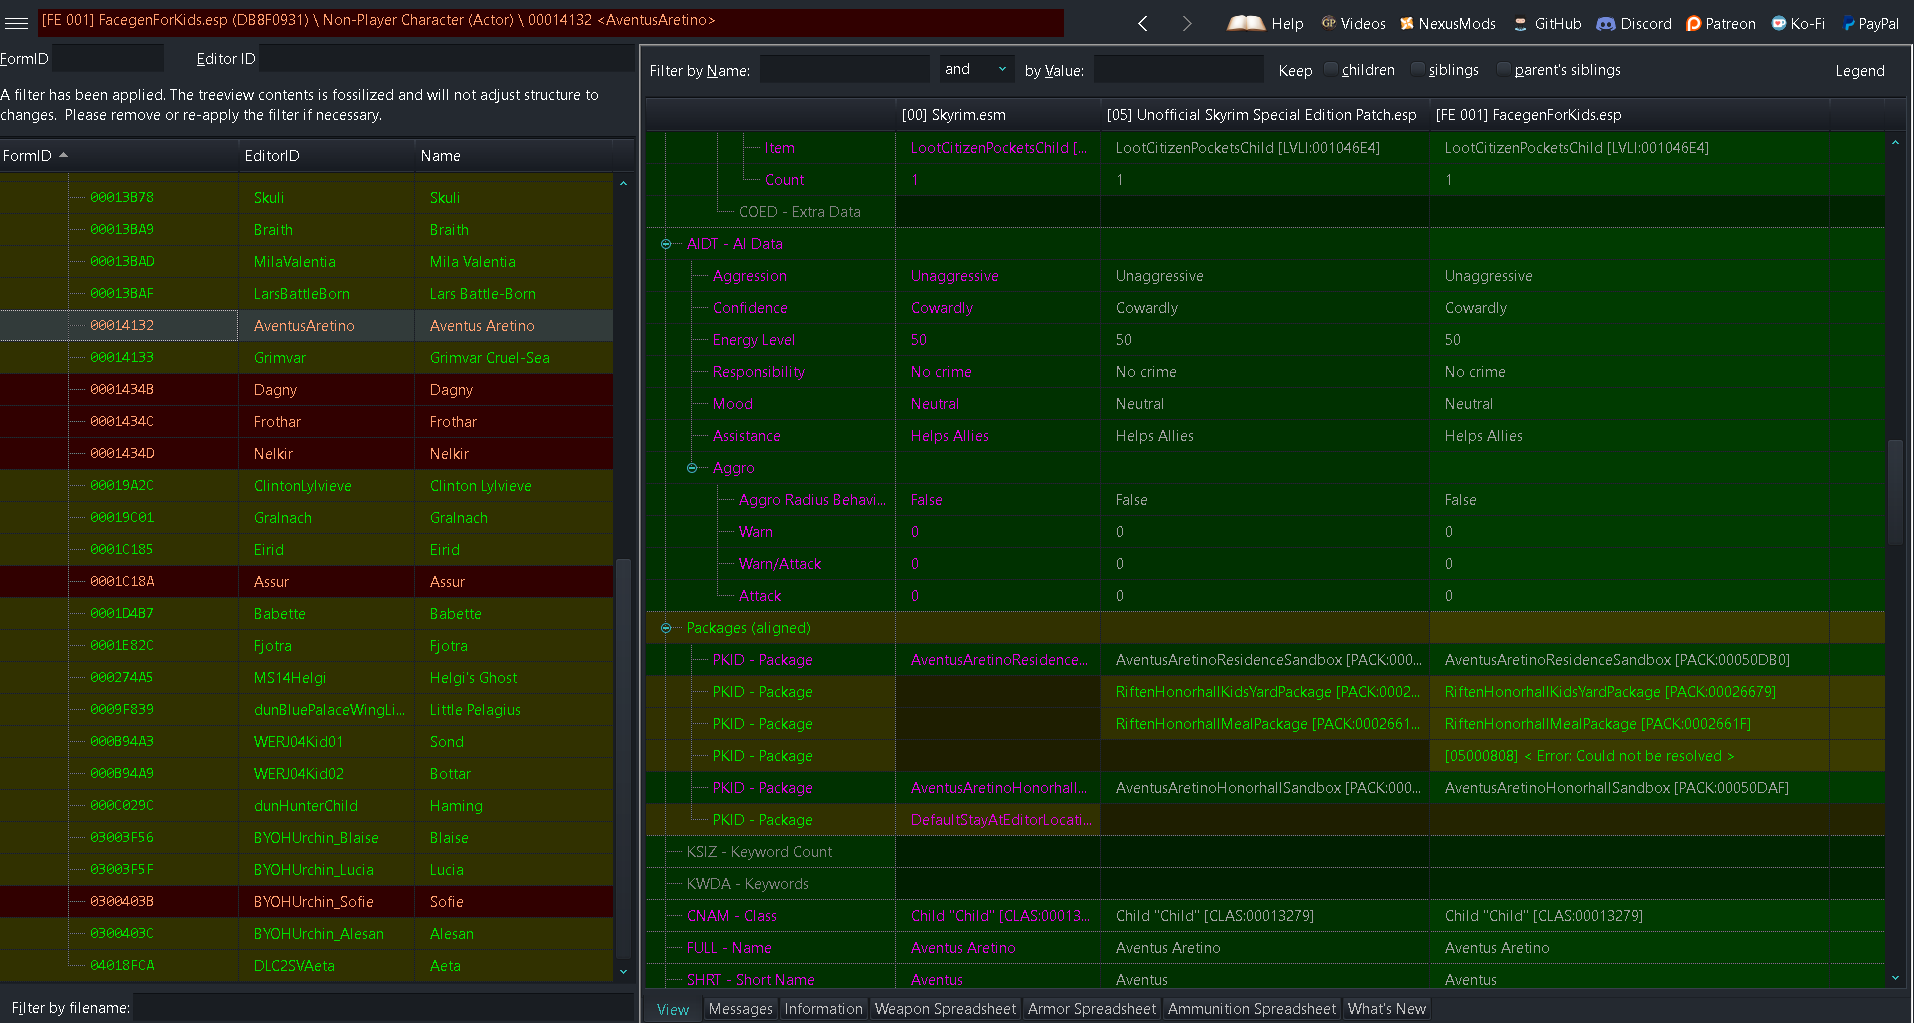 [FE 001] FacegenForKids.esp (DB8F0931) \ Non-Player Character (Actor) \ 00014132 <AventusAretino>
Help Videos NexusMods GitHub Discord Patreon Ko-Fi PayPal
FormID Editor ID
A filter has been applied. The treeview contents is fossilized and will not adjust structure to
changes. Please remove or re-apply the filter if necessary.
FormID EditorID Name
00013B78 Skuli Skuli
00013BA9 Braith Braith
00013BAD MilaValentia Mila Valentia
00013BAF LarsBattleBorn Lars Battle-Born
00014132 AventusAretino Aventus Aretino
00014133 Grimvar Grimvar Cruel-Sea
0001434B Dagny Dagny
0001434C Frothar Frothar
0001434D Nelkir Nelkir
00019A2C ClintonLylvieve Clinton Lylvieve
00019C01 Gralnach Gralnach
0001C185 Eirid Eirid
0001C18A Assur Assur
0001D4B7 Babette Babette
0001E82C Fjotra Fjotra
000274A5 MS14Helgi Helgi's Ghost
0009F839 dunBluePalaceWingLi... Little Pelagius
000B94A3 WERJ04Kid01 Sond
000B94A9 WERJ04Kid02 Bottar
000C029C dunHunterChild Haming
03003F56 BYOHUrchin_Blaise Blaise
03003F5F BYOHUrchin_Lucia Lucia
0300403B BYOHUrchin_Sofie Sofie
0300403C BYOHUrchin_Alesan Alesan
04018FCA DLC2SVAeta Aeta
Filter by filename:
Filter by Name: and by Value: Keep children siblings parent's siblings Legend
[00] Skyrim.esm [05] Unofficial Skyrim Special Edition Patch.esp [FE 001] FacegenForKids.esp
Item LootCitizenPocketsChild [... LootCitizenPocketsChild [LVLI:001046E4] LootCitizenPocketsChild [LVLI:001046E4]
Count 1 1 1
COED - Extra Data
AIDT - AI Data
Aggression Unaggressive Unaggressive Unaggressive
Confidence Cowardly Cowardly Cowardly
Energy Level 50 50 50
Responsibility No crime No crime No crime
Mood Neutral Neutral Neutral
Assistance Helps Allies Helps Allies Helps Allies
Aggro
Aggro Radius Behavi... False False False
Warn 0 0 0
Warn/Attack 0 0 0
Attack 0 0 0
Packages (aligned)
PKID - Package AventusAretinoResidence... AventusAretinoResidenceSandbox [PACK:000... AventusAretinoResidenceSandbox [PACK:00050DB0]
PKID - Package RiftenHonorhallKidsYardPackage [PACK:0002... RiftenHonorhallKidsYardPackage [PACK:00026679]
PKID - Package RiftenHonorhallMealPackage [PACK:0002661... RiftenHonorhallMealPackage [PACK:0002661F]
PKID - Package [05000808] < Error: Could not be resolved >
PKID - Package AventusAretinoHonorhall... AventusAretinoHonorhallSandbox [PACK:000... AventusAretinoHonorhallSandbox [PACK:00050DAF]
PKID - Package DefaultStayAtEditorLocati...
KSIZ - Keyword Count
KWDA - Keywords
CNAM - Class Child "Child" [CLAS:00013... Child "Child" [CLAS:00013279] Child "Child" [CLAS:00013279]
FULL - Name Aventus Aretino Aventus Aretino Aventus Aretino
SHRT - Short Name Aventus Aventus Aventus
View Messages Information Weapon Spreadsheet Armor Spreadsheet Ammunition Spreadsheet What's New